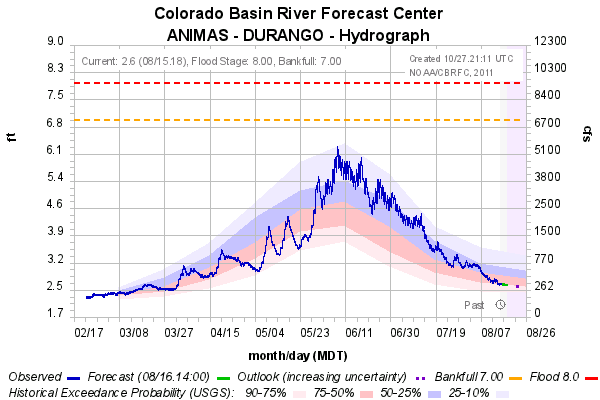 Colorado Basin River Forecast Center
ANIMAS - DURANGO - Hydrograph
Current: 2.6 (08/15.18), Flood Stage: 8.00, Bankfull: 7.00
Created 10/27.21:11 UTC
NOAA/CBRFC, 2011
9.0 12300
8.3 10300
7.5 8400
6.8 6700
6.1 5100
5.4 3800
4.6 2500
3.9 1500
3.2 770
2.5 262
1.7 0
ft
cfs
Past
02/17 03/08 03/27 04/15 05/04 05/23 06/11 06/30 07/19 08/07 08/26
month/day (MDT)
Observed Forecast (08/16.14:00) Outlook (increasing uncertainty) Bankfull 7.00 Flood 8.0
Historical Exceedance Probability (USGS): 90-75% 75-50% 50-25% 25-10%